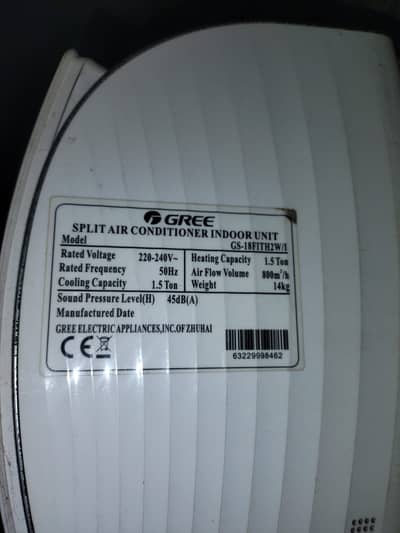 GREE
SPLIT AIR CONDITIONER INDOOR UNIT
Model GS-18FITH2W/I
Rated Voltage 220-240V~ Heating Capacity 1.5 Ton
Rated Frequency 50Hz Air Flow Volume 800m³/h
Cooling Capacity 1.5 Ton Weight 14kg
Sound Pressure Level(H) 45dB(A)
Manufactured Date
GREE ELECTRIC APPLIANCES,INC.OF ZHUHAI
CE
63229998462